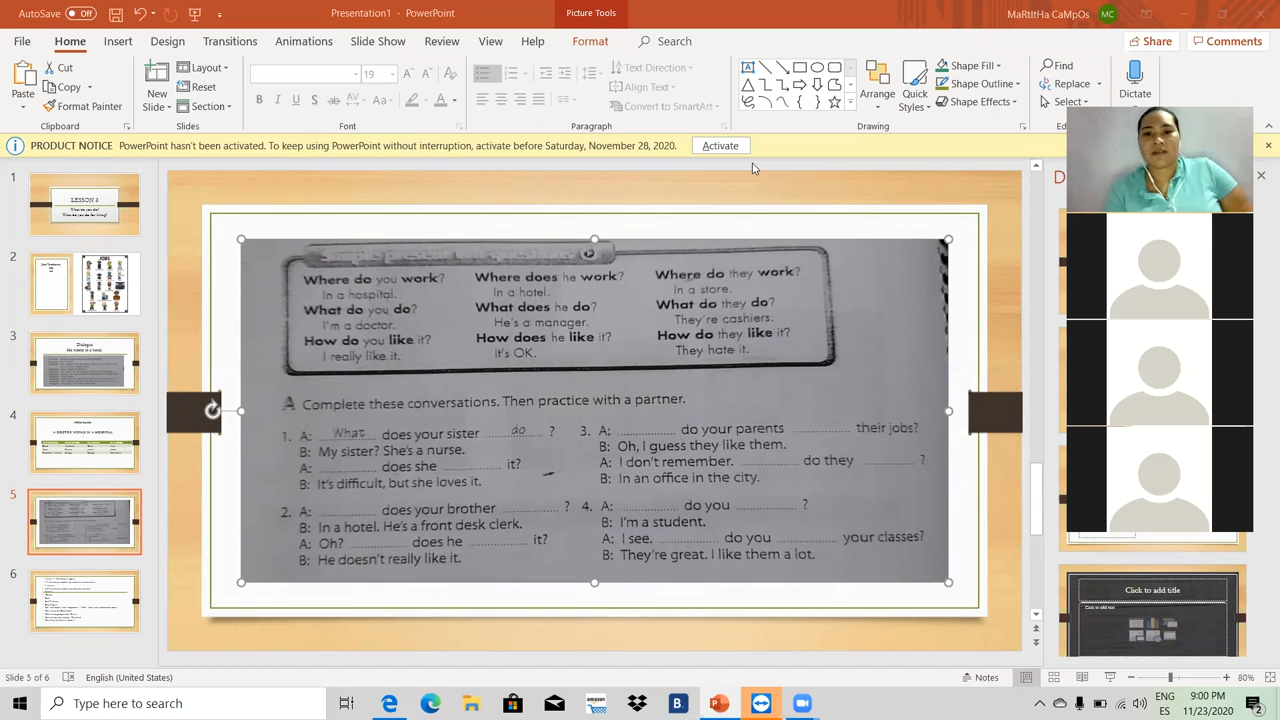 AutoSave Off
Presentation1 - PowerPoint
Picture Tools
MaRtItHa CaMpOs
MC
File Home Insert Design Transitions Animations Slide Show Review View Help Format Search
Share
Comments
Paste
Cut
Copy
Format Painter
Clipboard
New Slide
Layout
Reset
Section
Slides
19
Font
Text Direction
Align Text
Convert to SmartArt
Paragraph
Arrange
Quick Styles
Shape Fill
Shape Outline
Shape Effects
Drawing
Find
Replace
Select
Dictate
PRODUCT NOTICE PowerPoint hasn't been activated. To keep using PowerPoint without interruption, activate before Saturday, November 28, 2020.
Activate
1
LESSON 3
2
JOBS
3
Dialogue
4
5
6
Where do you work?
In a hospital.
What do you do?
I'm a doctor.
How do you like it?
I really like it.
Where does he work?
In a hotel.
What does he do?
He's a manager.
How does he like it?
It's OK.
Where do they work?
In a store.
What do they do?
They're cashiers.
How do they like it?
They hate it.
A Complete these conversations. Then practice with a partner.
1. A: What does your sister do ?
B: My sister? She's a nurse.
A: ............ does she ............ it?
B: It's difficult, but she loves it.
2. A: ............ does your brother ............ ?
B: In a hotel. He's a front desk clerk.
A: Oh? ............ does he ............ it?
B: He doesn't really like it.
3. A: ............ do your parents ............ their jobs?
B: Oh, I guess they like them.
A: I don't remember. ............ do they ............ ?
B: In an office in the city.
4. A: ............ do you ............ ?
B: I'm a student.
A: I see. ............ do you ............ your classes?
B: They're great. I like them a lot.
Click to add title
Slide 5 of 6
English (United States)
Notes
80%
Type here to search
ENG
ES
9:00 PM
11/23/2020
2